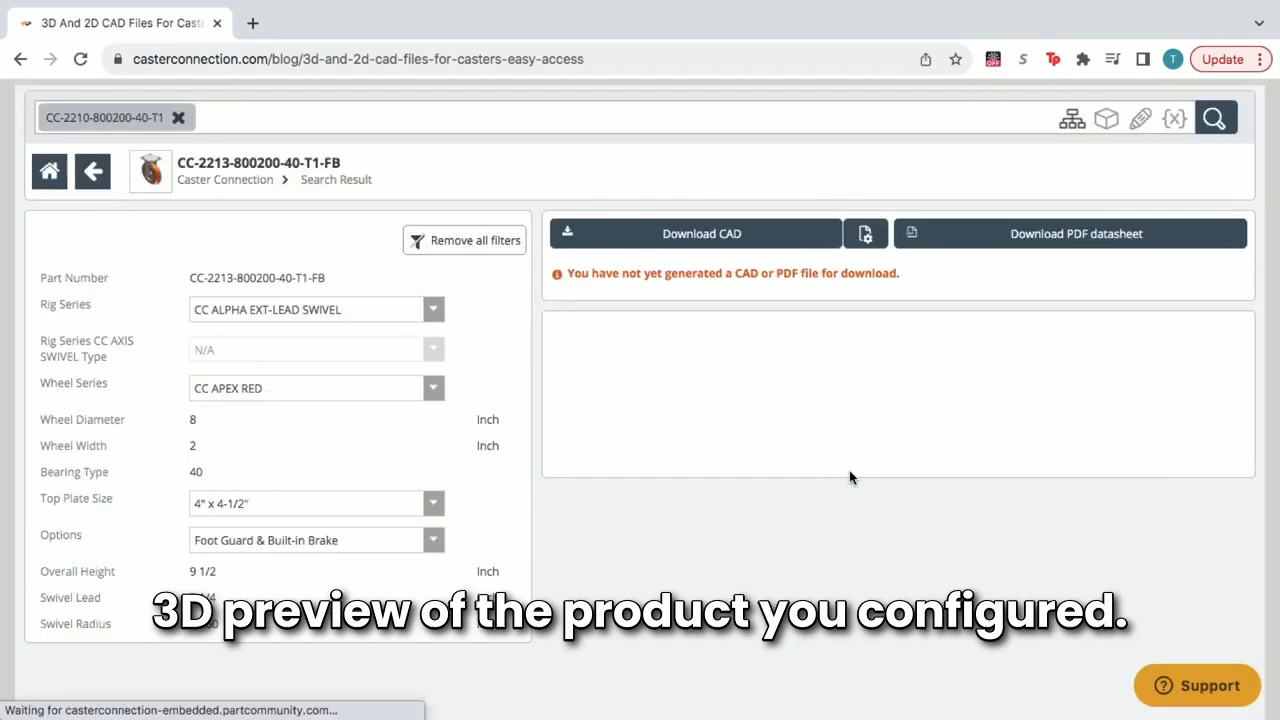 3D And 2D CAD Files For Caste
casterconnection.com/blog/3d-and-2d-cad-files-for-casters-easy-access
OFF
S
Tp
T
Update
CC-2210-800200-40-T1
CC-2213-800200-40-T1-FB
Caster Connection > Search Result
Remove all filters
Download CAD
Download PDF datasheet
You have not yet generated a CAD or PDF file for download.
Part Number CC-2213-800200-40-T1-FB
Rig Series CC ALPHA EXT-LEAD SWIVEL
Rig Series CC AXIS
SWIVEL Type N/A
Wheel Series CC APEX RED
Wheel Diameter 8 Inch
Wheel Width 2 Inch
Bearing Type 40
Top Plate Size 4" x 4-1/2"
Options Foot Guard & Built-in Brake
Overall Height 9 1/2 Inch
Swivel Lead
Swivel Radius
3D preview of the product you configured.
Support
Waiting for casterconnection-embedded.partcommunity.com...